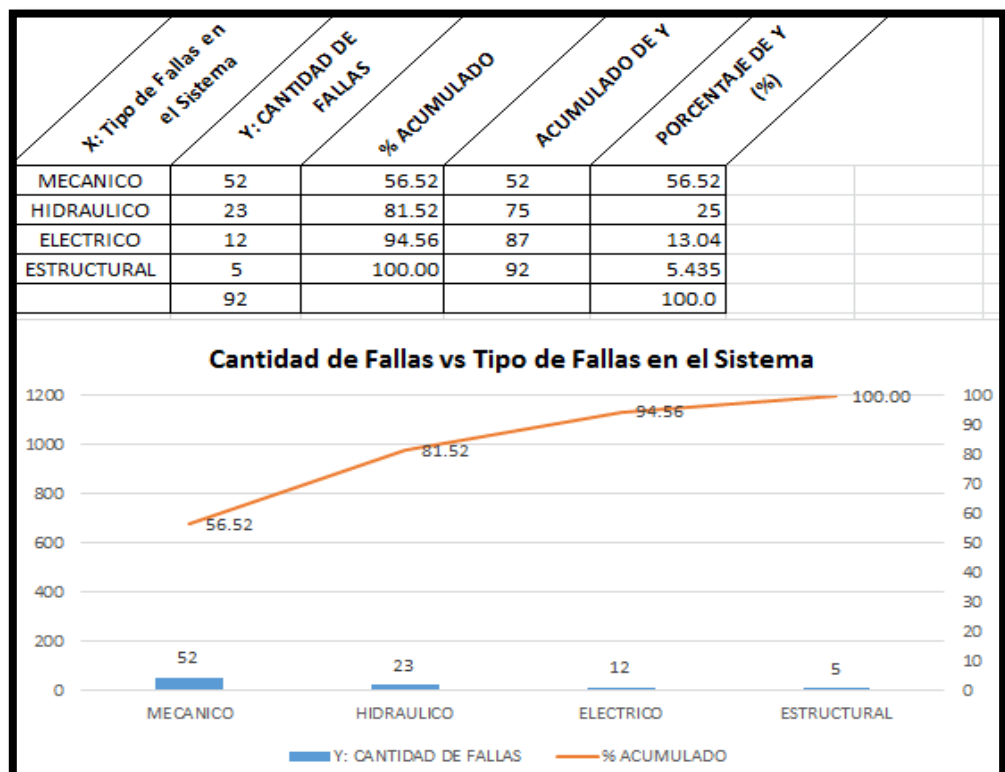 X: Tipo de Fallas en
el Sistema
Y: CANTIDAD DE
FALLAS
% ACUMULADO
ACUMULADO DE Y
PORCENTAJE DE Y
(%)
MECANICO 52 56.52 52 56.52
HIDRAULICO 23 81.52 75 25
ELECTRICO 12 94.56 87 13.04
ESTRUCTURAL 5 100.00 92 5.435
92 100.0
Cantidad de Fallas vs Tipo de Fallas en el Sistema
1200 100.00 100
94.56 90
1000 81.52 80
800 70
56.52 60
600 50
400 40
30
200 20
52 23 12 5 10
0 0
MECANICO HIDRAULICO ELECTRICO ESTRUCTURAL
Y: CANTIDAD DE FALLAS % ACUMULADO